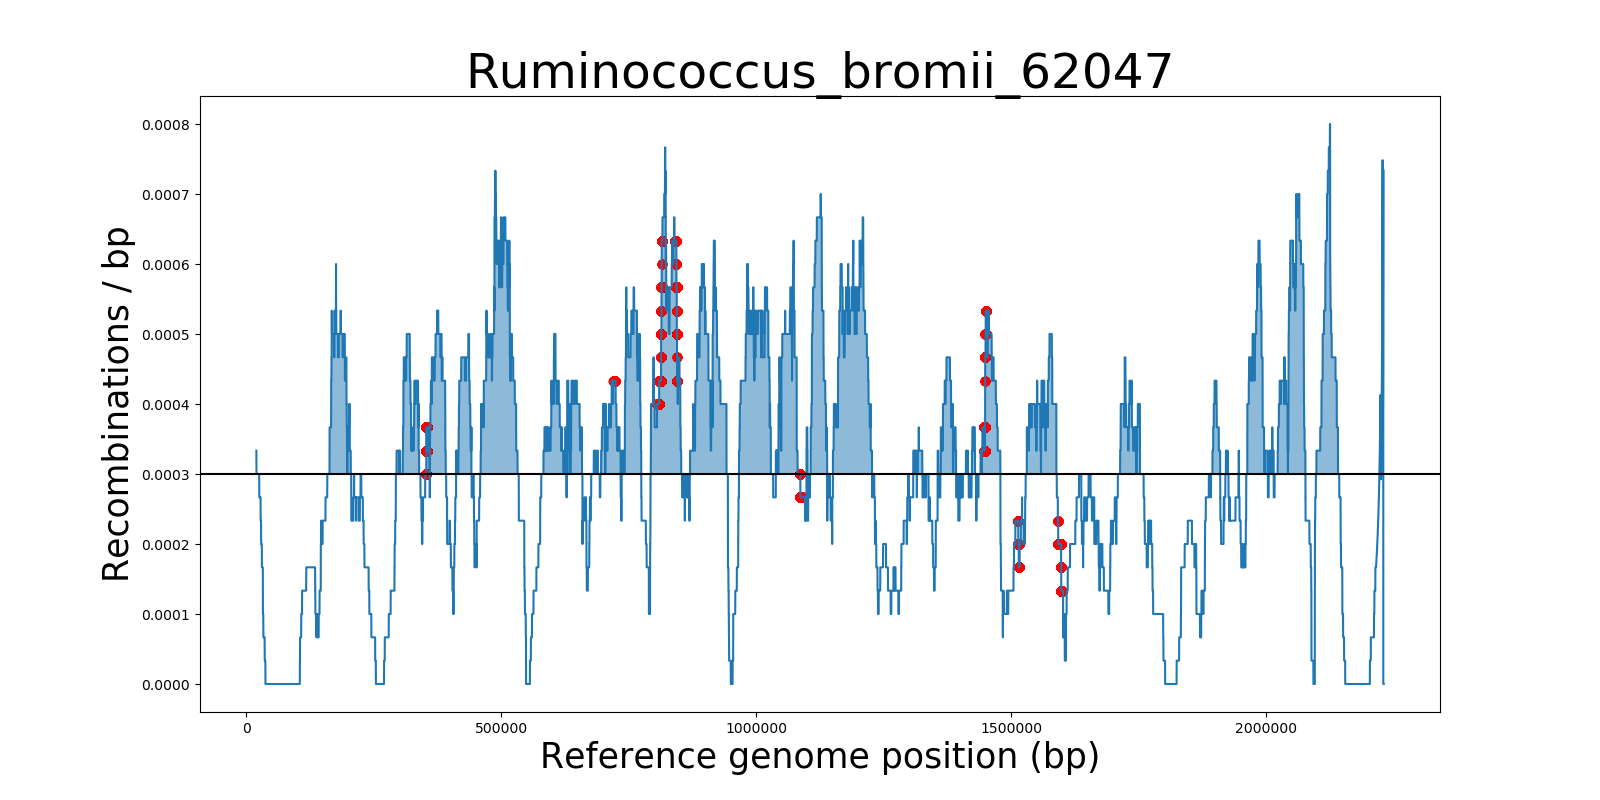 Ruminococcus_bromii_62047
0.0008
0.0007
0.0006
0.0005
0.0004
0.0003
0.0002
0.0001
0.0000
Recombinations / bp
0 500000 1000000 1500000 2000000
Reference genome position (bp)